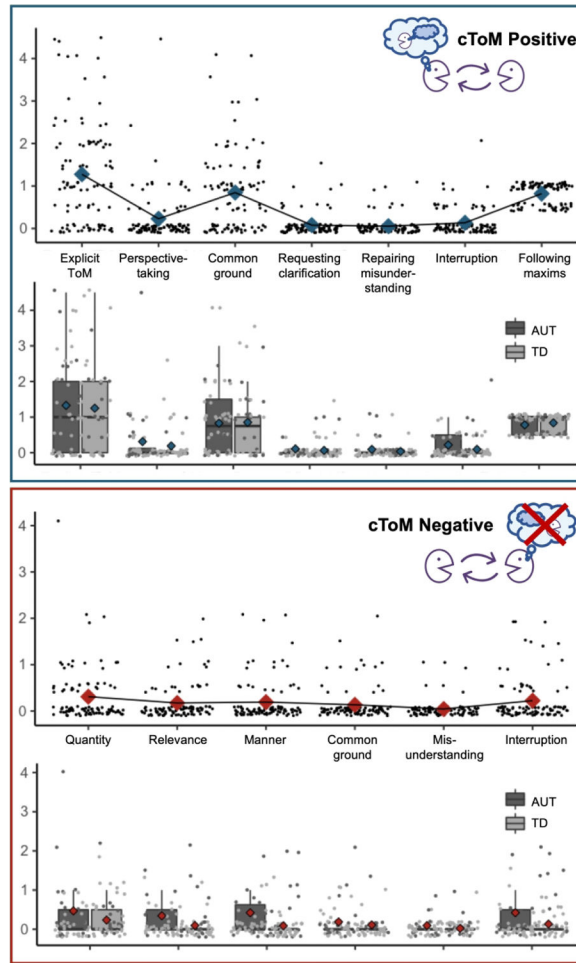 cToM Positive
4
3
2
1
0
Explicit Perspective- Common Requesting Repairing Interruption Following
ToM taking ground clarification misunder- maxims
standing
4
3
2
1
0
AUT
TD
cToM Negative
4
3
2
1
0
Quantity Relevance Manner Common Mis- Interruption
ground understanding
4
3
2
1
0
AUT
TD